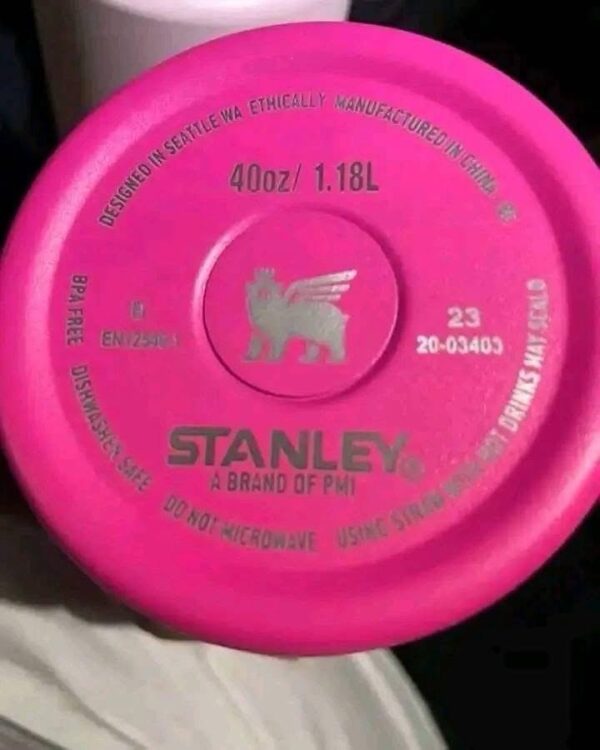 DESIGNED IN SEATTLE WA ETHICALLY MANUFACTURED IN CHINA
40oz/ 1.18L
BPA FREE DISHWASHER SAFE DO NOT MICROWAVE USING STRAW WITH HOT DRINKS MAY SCALD
23
20-03403
STANLEY®
A BRAND OF PMI